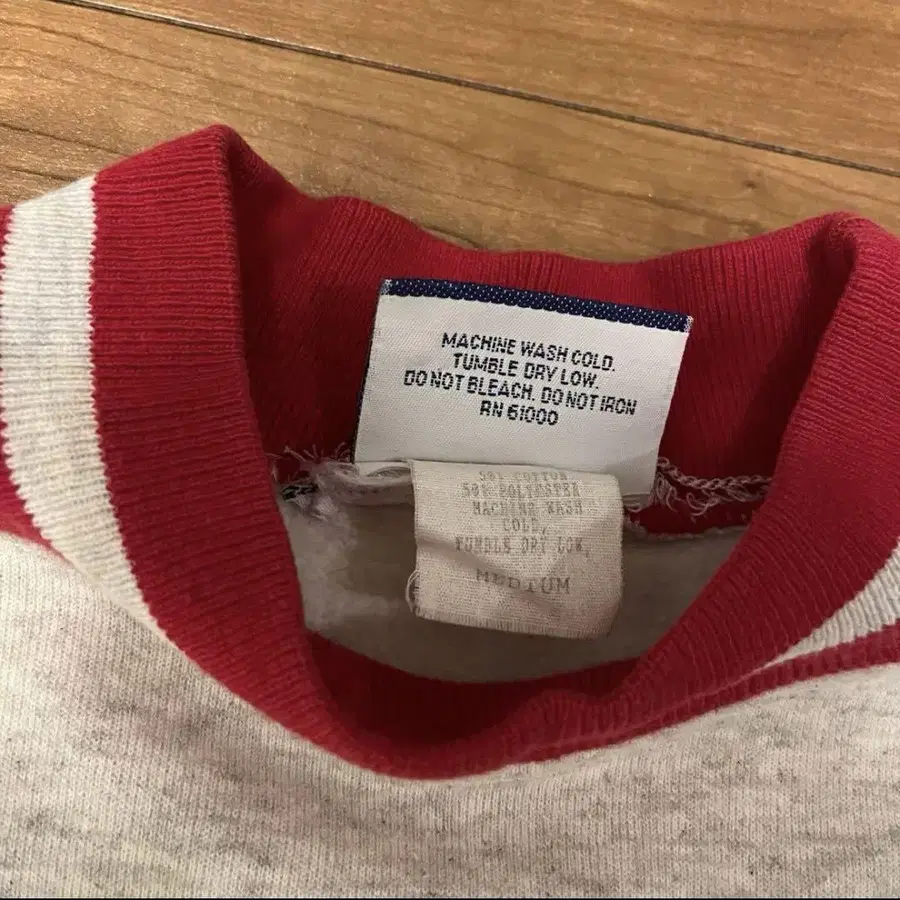 MACHINE WASH COLD.
TUMBLE DRY LOW.
DO NOT BLEACH. DO NOT IRON
RN 61000
50% COTTON
50% POLYESTER
MACHINE WASH
COLD,
TUMBLE DRY LOW,
MEDIUM